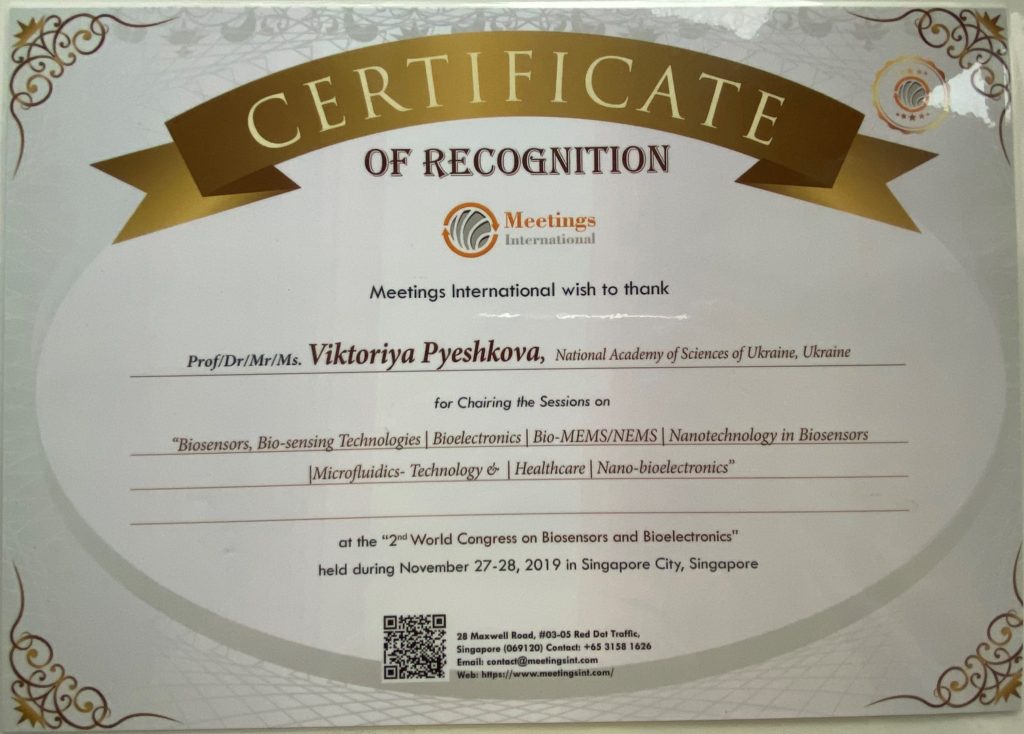 CERTIFICATE
OF RECOGNITION
Meetings
International
Meetings International wish to thank
Prof/Dr/Mr/Ms. Viktoriya Pyeshkova, National Academy of Sciences of Ukraine, Ukraine
for Chairing the Sessions on
“Biosensors, Bio-sensing Technologies | Bioelectronics | Bio-MEMS/NEMS | Nanotechnology in Biosensors
|Microfluidics- Technology & | Healthcare | Nano-bioelectronics”
at the “2nd World Congress on Biosensors and Bioelectronics"
held during November 27-28, 2019 in Singapore City, Singapore
28 Maxwell Road, #03-05 Red Dot Traffic,
Singapore (069120) Contact: +65 3158 1626
Email: contact@meetingsint.com
Web: https://www.meetingsint.com/